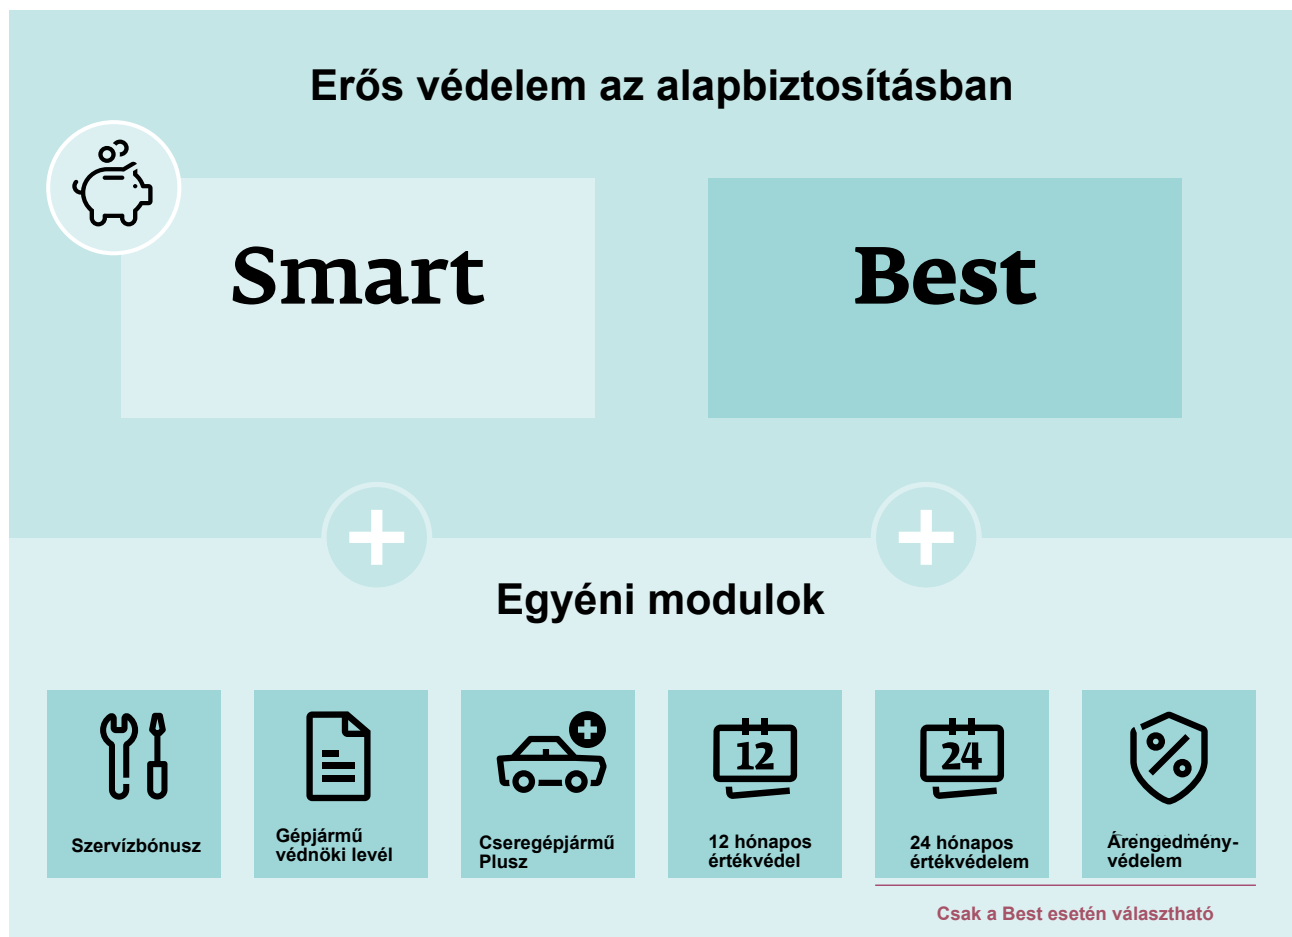 Erős védelem az alapbiztosításban
Smart
Best
Egyéni modulok
12
24
Szervízbónusz
Gépjármű
védnöki levél
Cseregépjármű
Plusz
12 hónapos
értékvédel
24 hónapos
értékvédelem
Árengedmény-
védelem
Csak a Best esetén választható